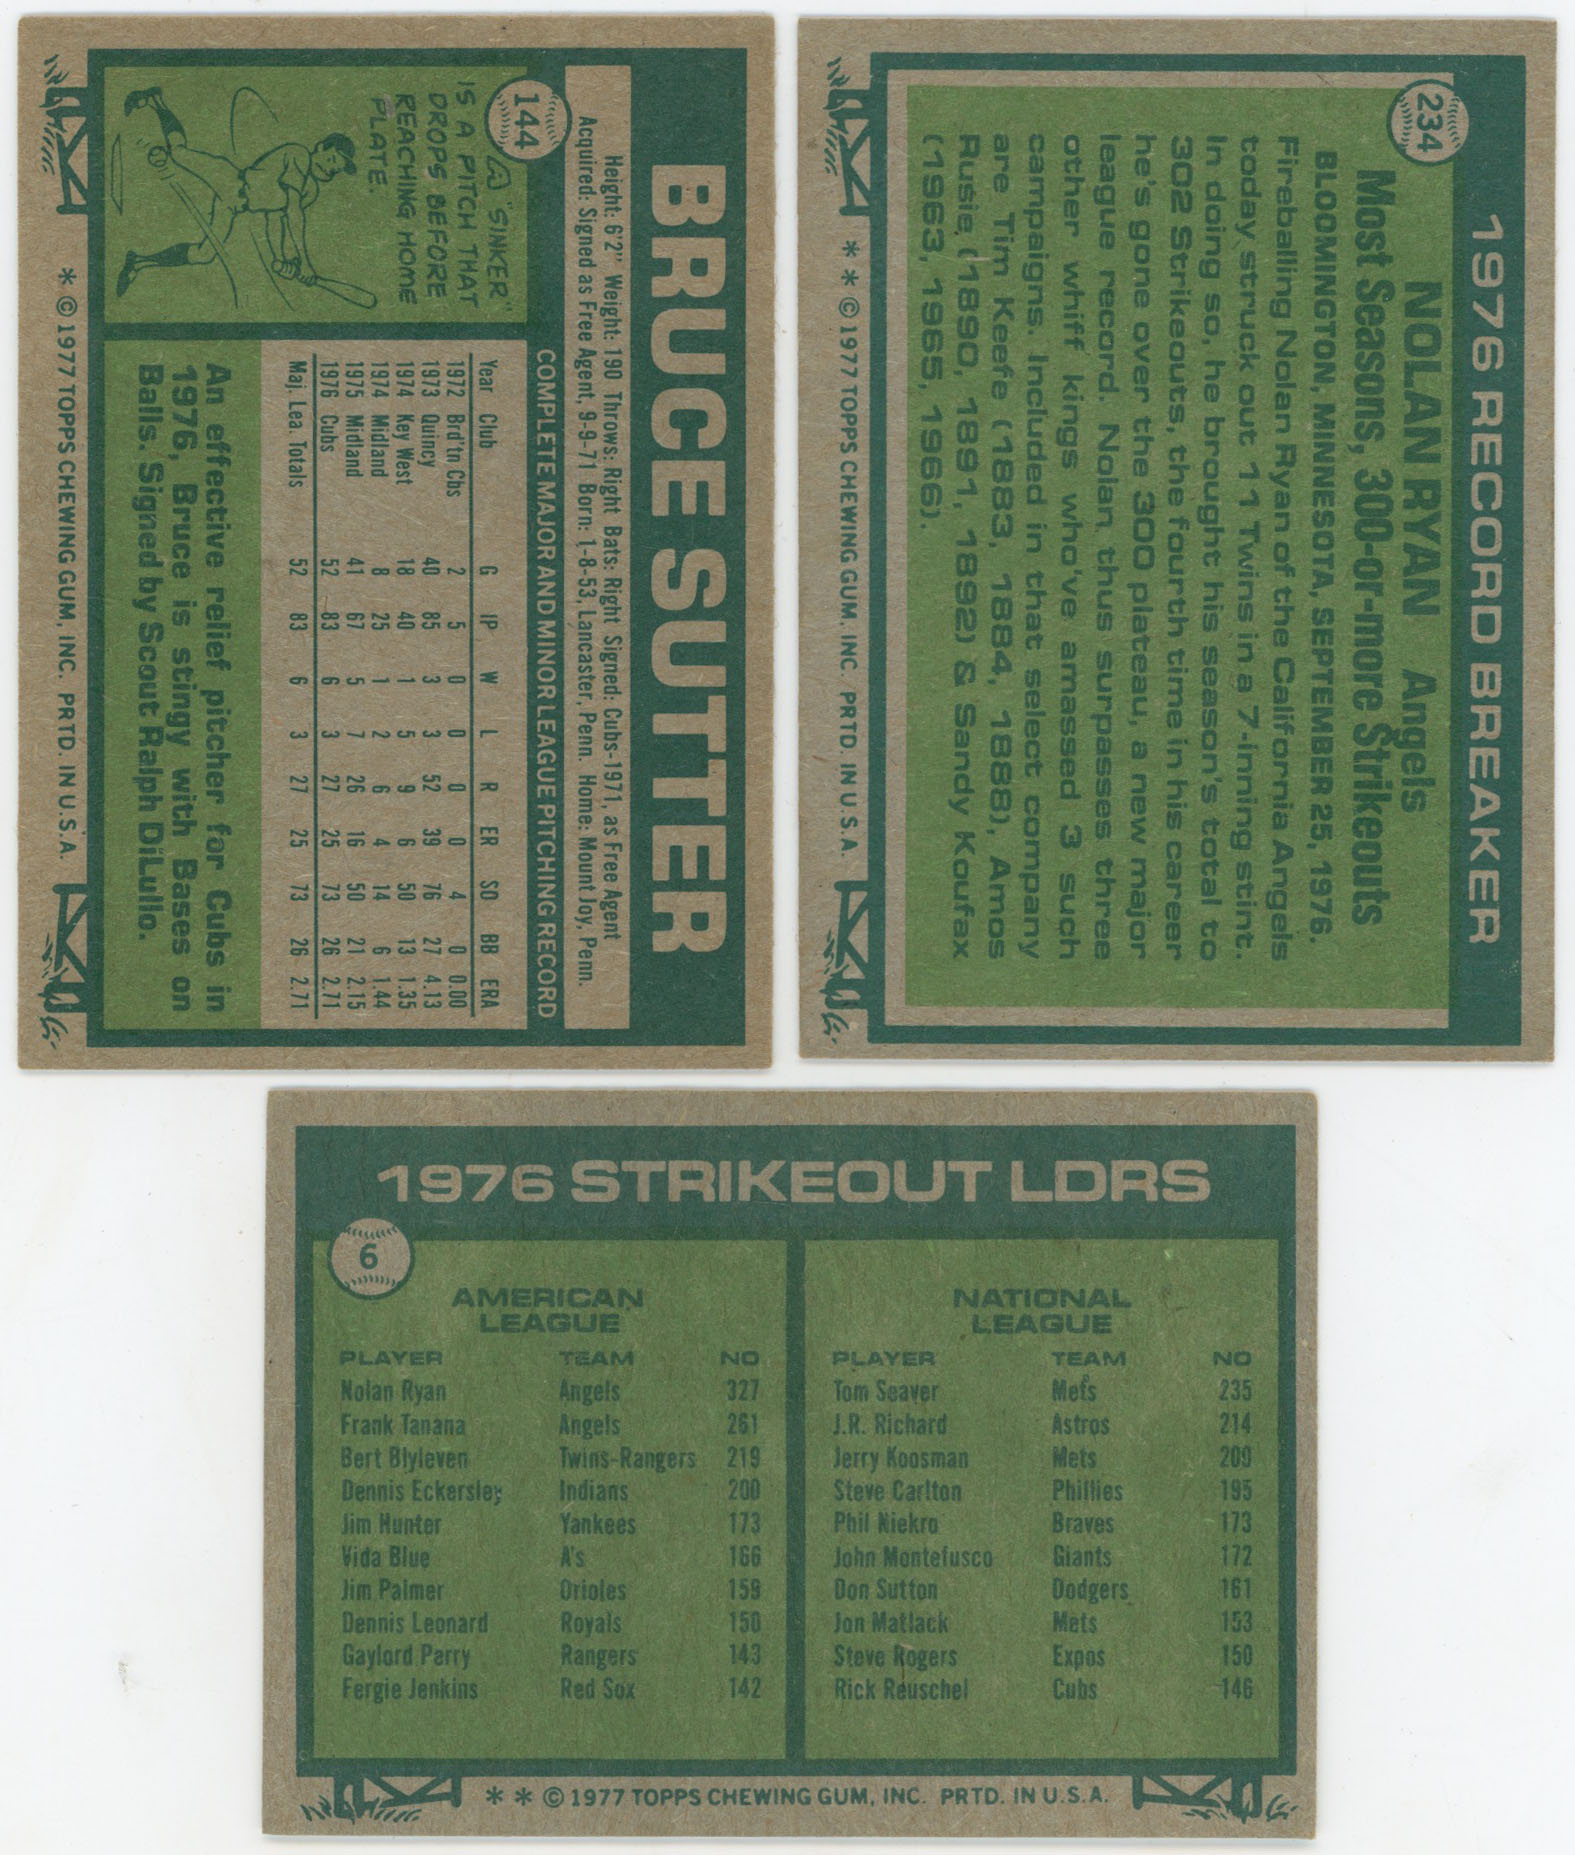 BRUCE SUTTER
Height: 6'2" Weight: 190 Throws: Right Bats: Right Signed: Cubs-1971, as Free Agent
Acquired: Signed as Free Agent, 9-9-71 Born: 1-8-53, Lancaster, Penn. Home: Mount Joy, Penn.
144
A "SINKER"
IS A PITCH THAT
DROPS BEFORE
REACHING HOME
PLATE.
COMPLETE MAJOR AND MINOR LEAGUE PITCHING RECORD
Year Club G IP W L R ER SO BB ERA
1972 Brd'tn Cbs 2 5 0 0 0 0 4 0 0.00
1973 Quincy 40 85 3 3 52 39 76 27 4.13
1974 Key West 18 40 1 5 9 6 50 13 1.35
1974 Midland 8 25 1 2 6 4 14 6 1.44
1975 Midland 41 67 5 7 26 16 50 21 2.15
1976 Cubs 52 83 6 3 27 25 73 26 2.71
Maj. Lea. Totals 52 83 6 3 27 25 73 26 2.71
An effective relief pitcher for Cubs in
1976, Bruce is stingy with Bases on
Balls. Signed by Scout Ralph DiLullo.
* © 1977 TOPPS CHEWING GUM, INC. PRTD. IN U.S.A.
1976 RECORD BREAKER
234
NOLAN RYAN Angels
Most Seasons, 300-or-more Strikeouts
BLOOMINGTON, MINNESOTA, SEPTEMBER 25, 1976.
Fireballing Nolan Ryan of the California Angels
today struck out 11 Twins in a 7-inning stint.
In doing so, he brought his season's total to
302 Strikeouts, the fourth time in his career
he's gone over the 300 plateau, a new major
league record. Nolan thus surpasses three
other whiff kings who've amassed 3 such
campaigns. Included in that select company
are Tim Keefe (1883, 1884, 1888), Amos
Rusie (1890, 1891, 1892) & Sandy Koufax
(1963, 1965, 1966).
* * © 1977 TOPPS CHEWING GUM, INC. PRTD. IN U.S.A.
1976 STRIKEOUT LDRS
6
AMERICAN
LEAGUE
PLAYER TEAM NO
Nolan Ryan Angels 327
Frank Tanana Angels 261
Bert Blyleven Twins-Rangers 219
Dennis Eckersley Indians 200
Jim Hunter Yankees 173
Vida Blue A's 166
Jim Palmer Orioles 159
Dennis Leonard Royals 150
Gaylord Perry Rangers 143
Fergie Jenkins Red Sox 142
NATIONAL
LEAGUE
PLAYER TEAM NO
Tom Seaver Mets 235
J.R. Richard Astros 214
Jerry Koosman Mets 200
Steve Carlton Phillies 195
Phil Niekro Braves 173
John Montefusco Giants 172
Don Sutton Dodgers 161
Jon Matlack Mets 153
Steve Rogers Expos 150
Rick Reuschel Cubs 146
* * © 1977 TOPPS CHEWING GUM, INC. PRTD. IN U.S.A.